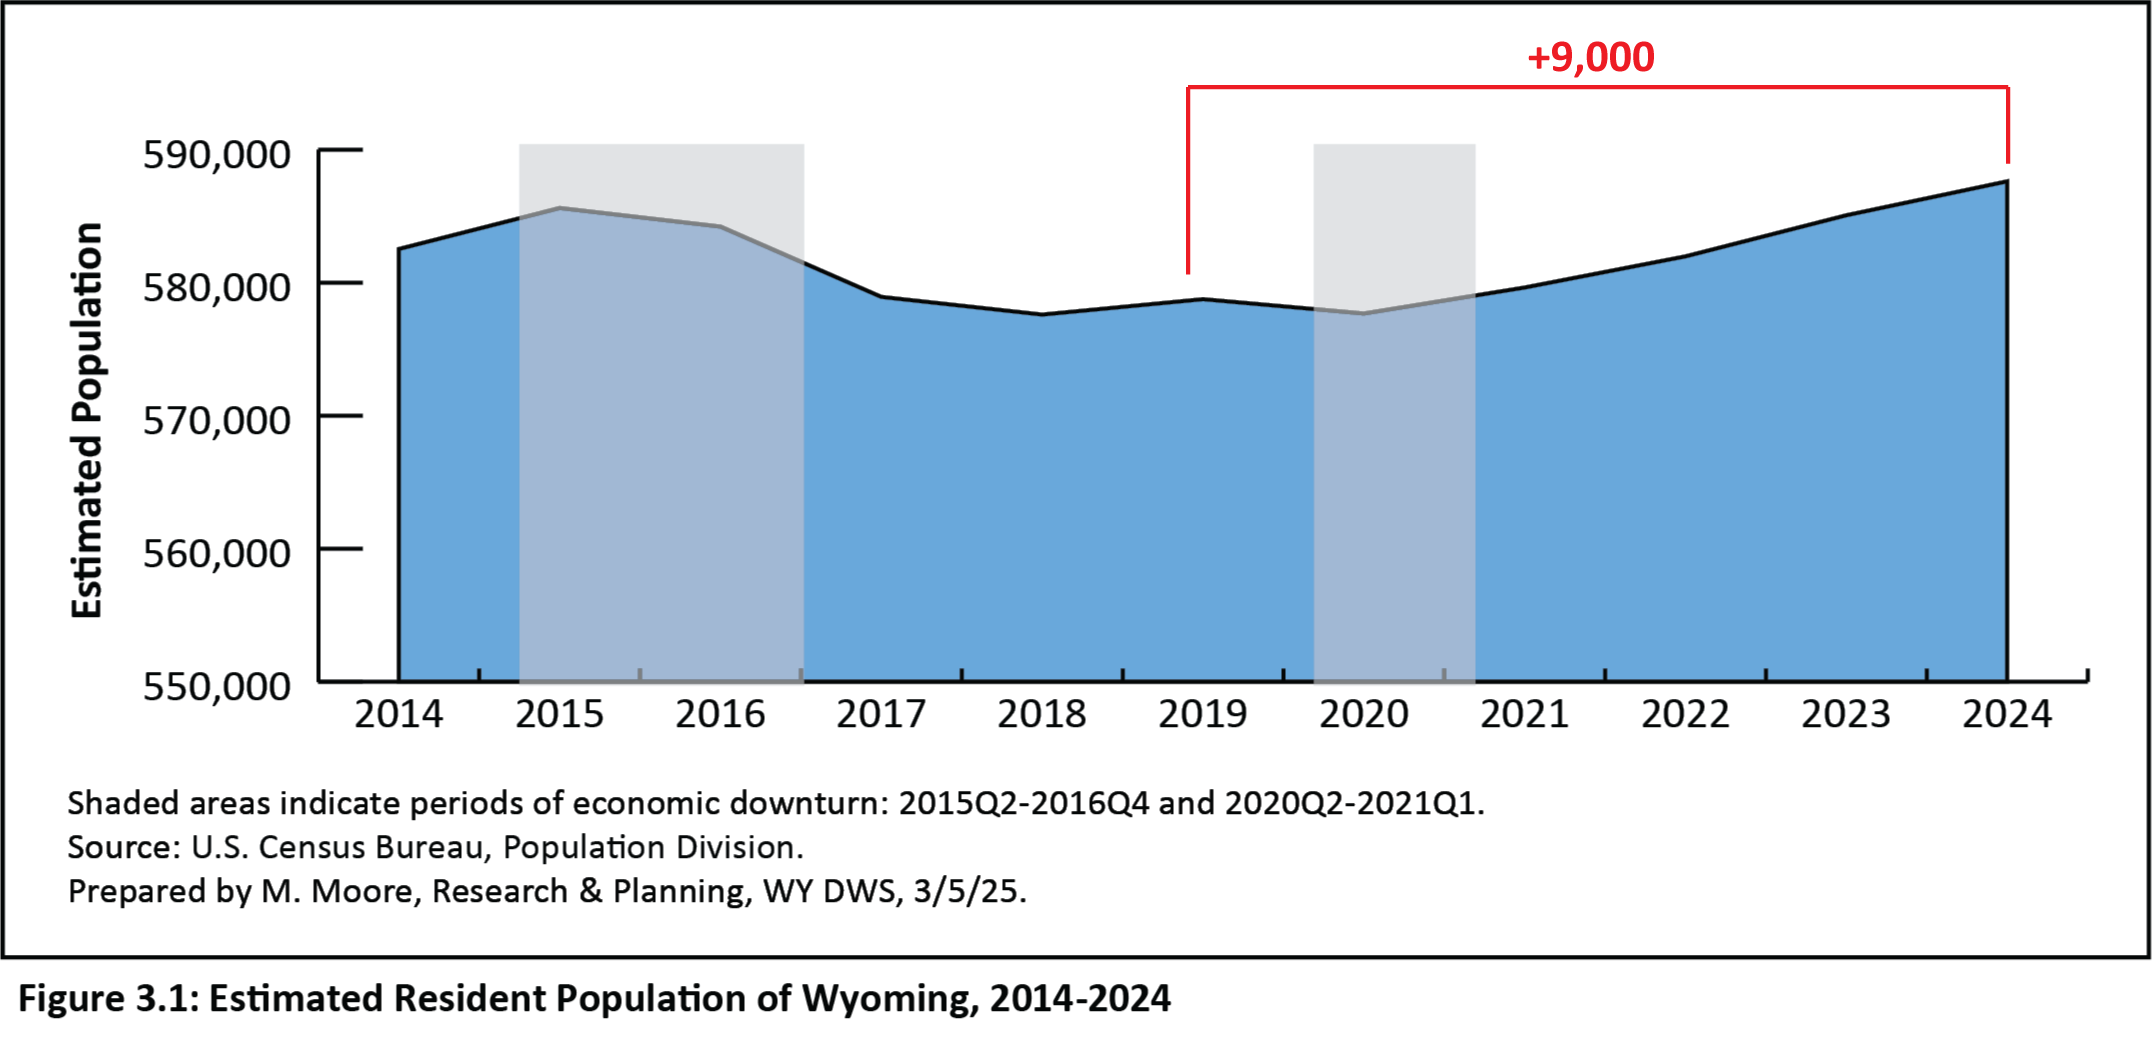 +9,000
590,000
580,000
570,000
560,000
550,000
Estimated Population
2014 2015 2016 2017 2018 2019 2020 2021 2022 2023 2024
Shaded areas indicate periods of economic downturn: 2015Q2-2016Q4 and 2020Q2-2021Q1.
Source: U.S. Census Bureau, Population Division.
Prepared by M. Moore, Research & Planning, WY DWS, 3/5/25.
Figure 3.1: Estimated Resident Population of Wyoming, 2014-2024